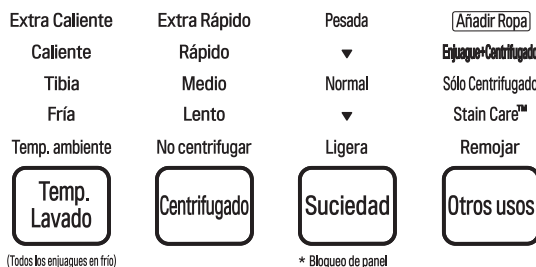 Extra Caliente Extra Rápido Pesada Añadir Ropa
Caliente Rápido ▼ Enjuague+Centrifugado
Tibia Medio Normal Sólo Centrifugado
Fría Lento ▼ Stain Care™
Temp. ambiente No centrifugar Ligera Remojar
Temp. Lavado Centrifugado Suciedad Otros usos
(Todos los enjuagues en frío) * Bloqueo de panel